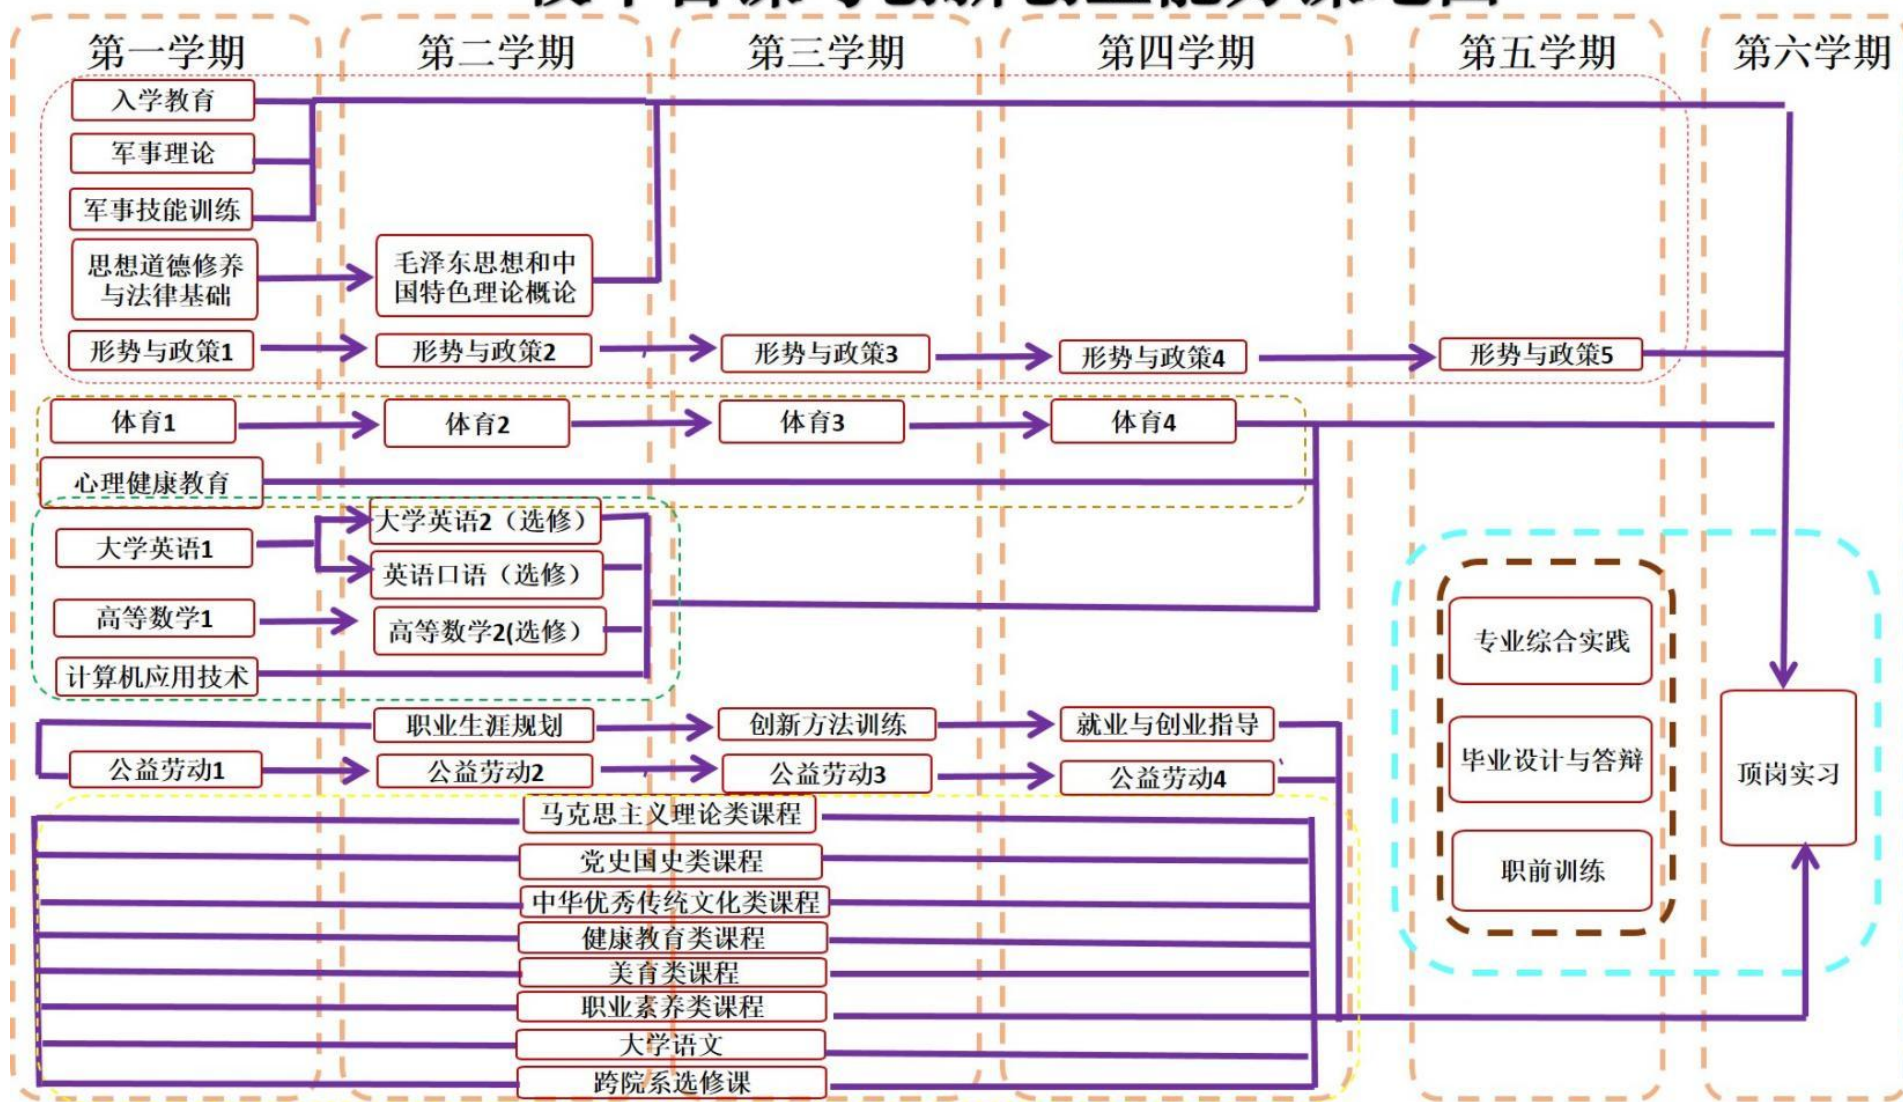 第一学期
第二学期
第三学期
第四学期
第五学期
第六学期
入学教育
军事理论
军事技能训练
思想道德修养
与法律基础
毛泽东思想和中
国特色理论概论
形势与政策1
形势与政策2
形势与政策3
形势与政策4
形势与政策5
体育1
体育2
体育3
体育4
心理健康教育
大学英语1
大学英语2（选修）
英语口语（选修）
高等数学1
高等数学2(选修）
计算机应用技术
职业生涯规划
创新方法训练
就业与创业指导
公益劳动1
公益劳动2
公益劳动3
公益劳动4
马克思主义理论类课程
党史国史类课程
中华优秀传统文化类课程
健康教育类课程
美育类课程
职业素养类课程
大学语文
跨院系选修课
专业综合实践
毕业设计与答辩
职前训练
顶岗实习